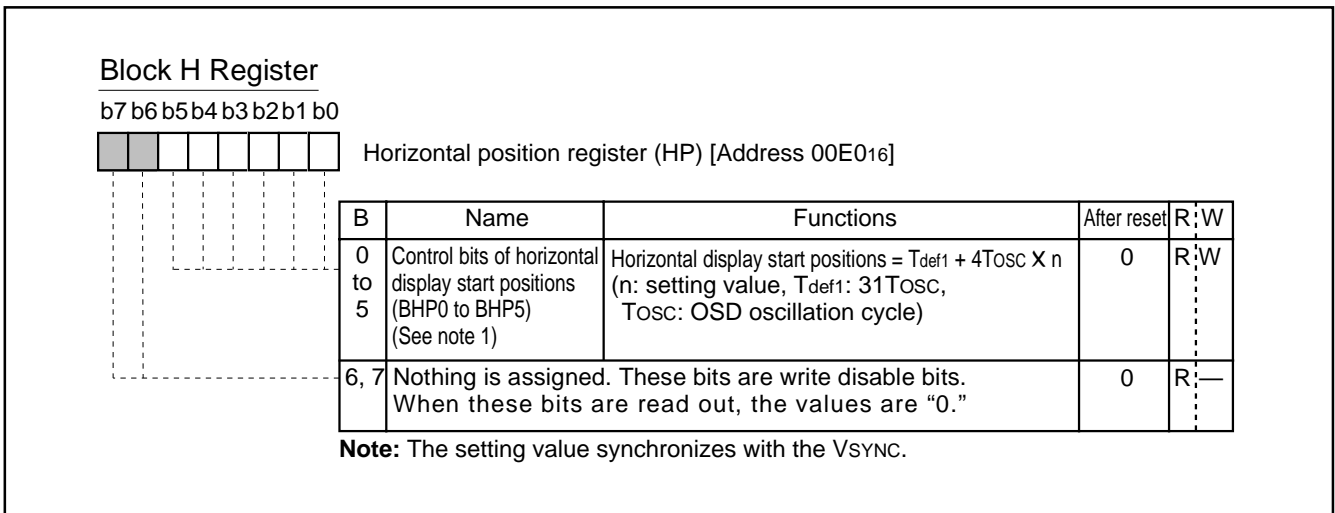 Block H Register
b7 b6 b5 b4 b3 b2 b1 b0
Horizontal position register (HP) [Address 00E016]
B Name Functions After reset R W
0 to 5 Control bits of horizontal display start positions (BHP0 to BHP5) (See note 1) Horizontal display start positions = Tdef1 + 4TOSC X n (n: setting value, Tdef1: 31TOSC, TOSC: OSD oscillation cycle) 0 R W
6, 7 Nothing is assigned. These bits are write disable bits. When these bits are read out, the values are “0.” 0 R —
Note: The setting value synchronizes with the VSYNC.